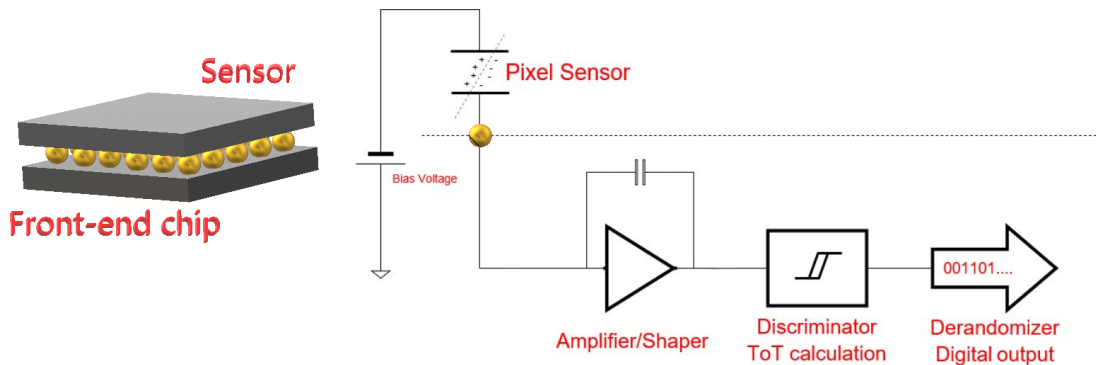 Sensor
Front-end chip
Pixel Sensor
Bias Voltage
Amplifier/Shaper
Discriminator
ToT calculation
001101....
Derandomizer
Digital output